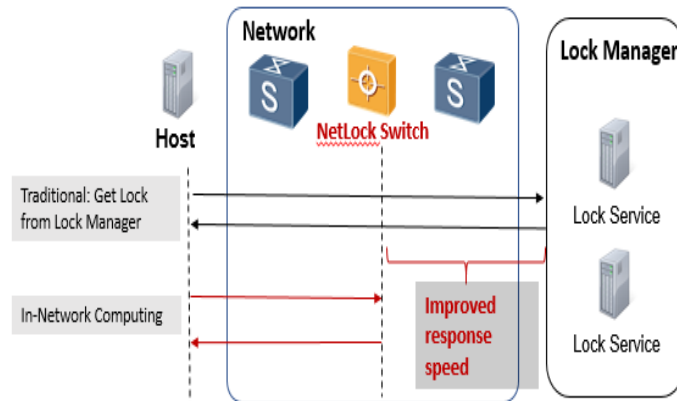 Network
Lock Manager
S
S
Host
NetLock Switch
Traditional: Get Lock
from Lock Manager
Lock Service
In-Network Computing
Improved
response
speed
Lock Service